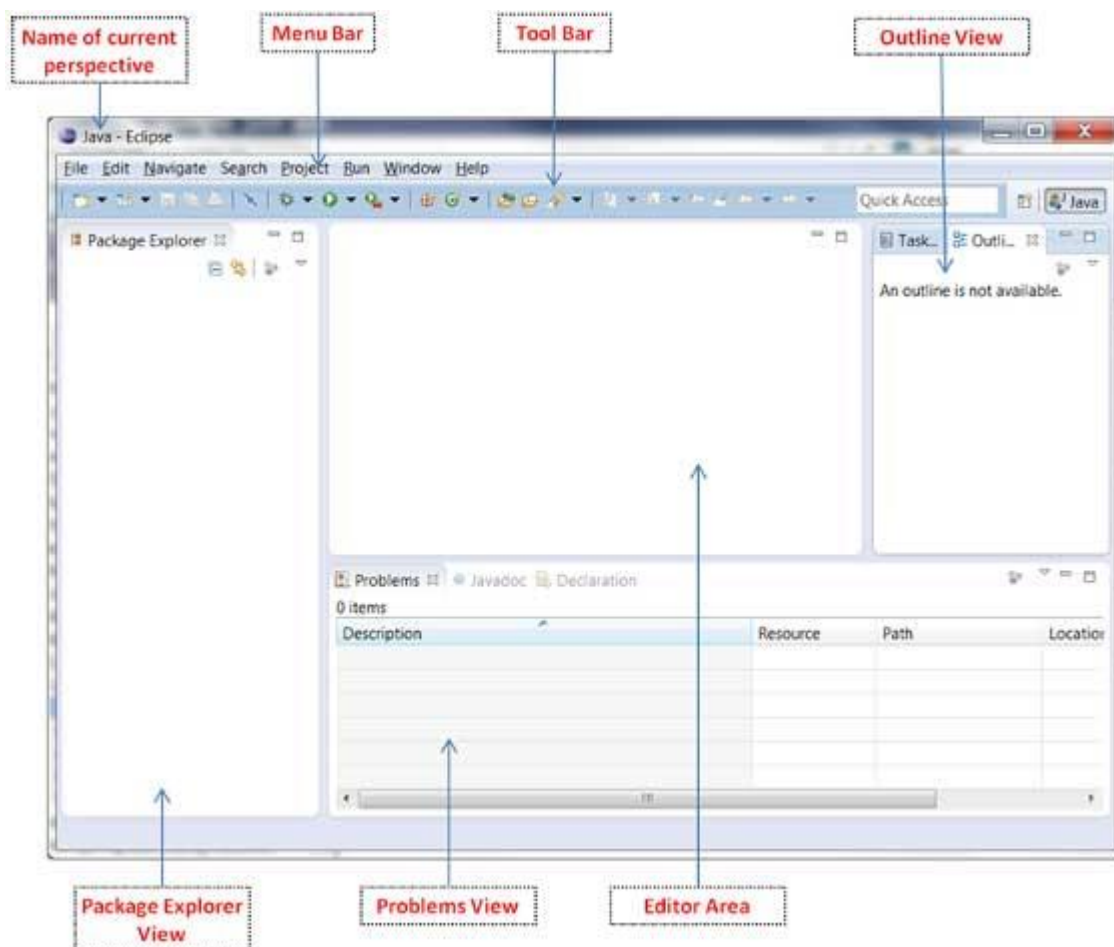 Name of current
perspective
Menu Bar
Tool Bar
Outline View
Java - Eclipse
File Edit Navigate Search Project Run Window Help
Quick Access
Java
Package Explorer
Task... Outli...
An outline is not available.
Problems Javadoc Declaration
0 items
Description Resource Path Location
Package Explorer
View
Problems View
Editor Area